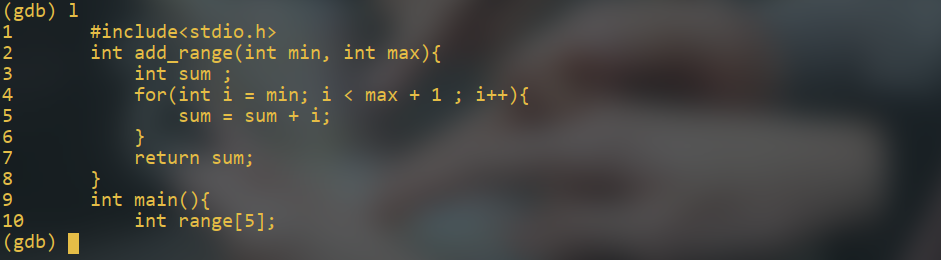 (gdb) l
1       #include<stdio.h>
2       int add_range(int min, int max){
3           int sum ;
4           for(int i = min; i < max + 1 ; i++){
5               sum = sum + i;
6           }
7           return sum;
8       }
9       int main(){
10          int range[5];
(gdb)